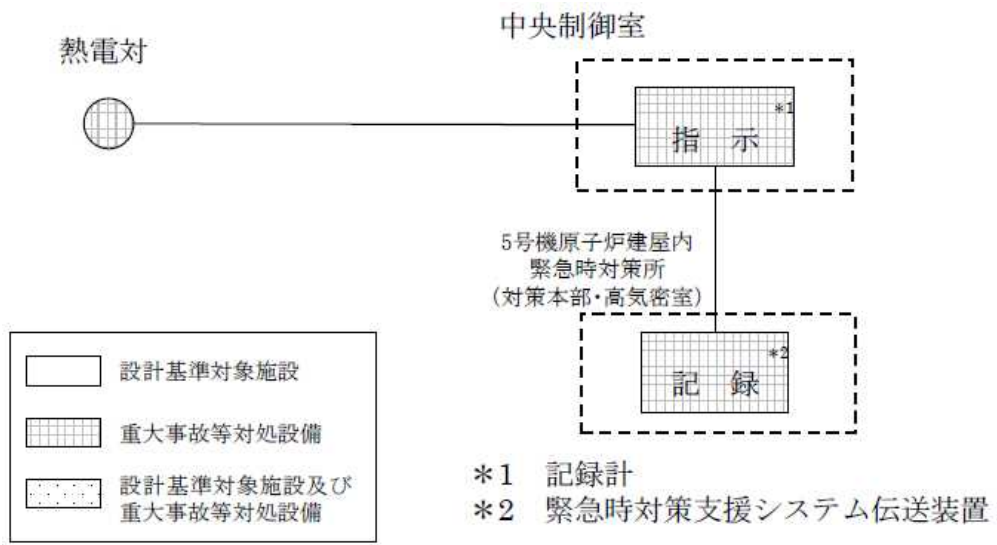 中央制御室
熱電対
*1
指 示
5号機原子炉建屋内
緊急時対策所
(対策本部・高気密室)
*2
記 録
設計基準対象施設
重大事故等対処設備
設計基準対象施設及び
重大事故等対処設備
*1 記録計
*2 緊急時対策支援システム伝送装置